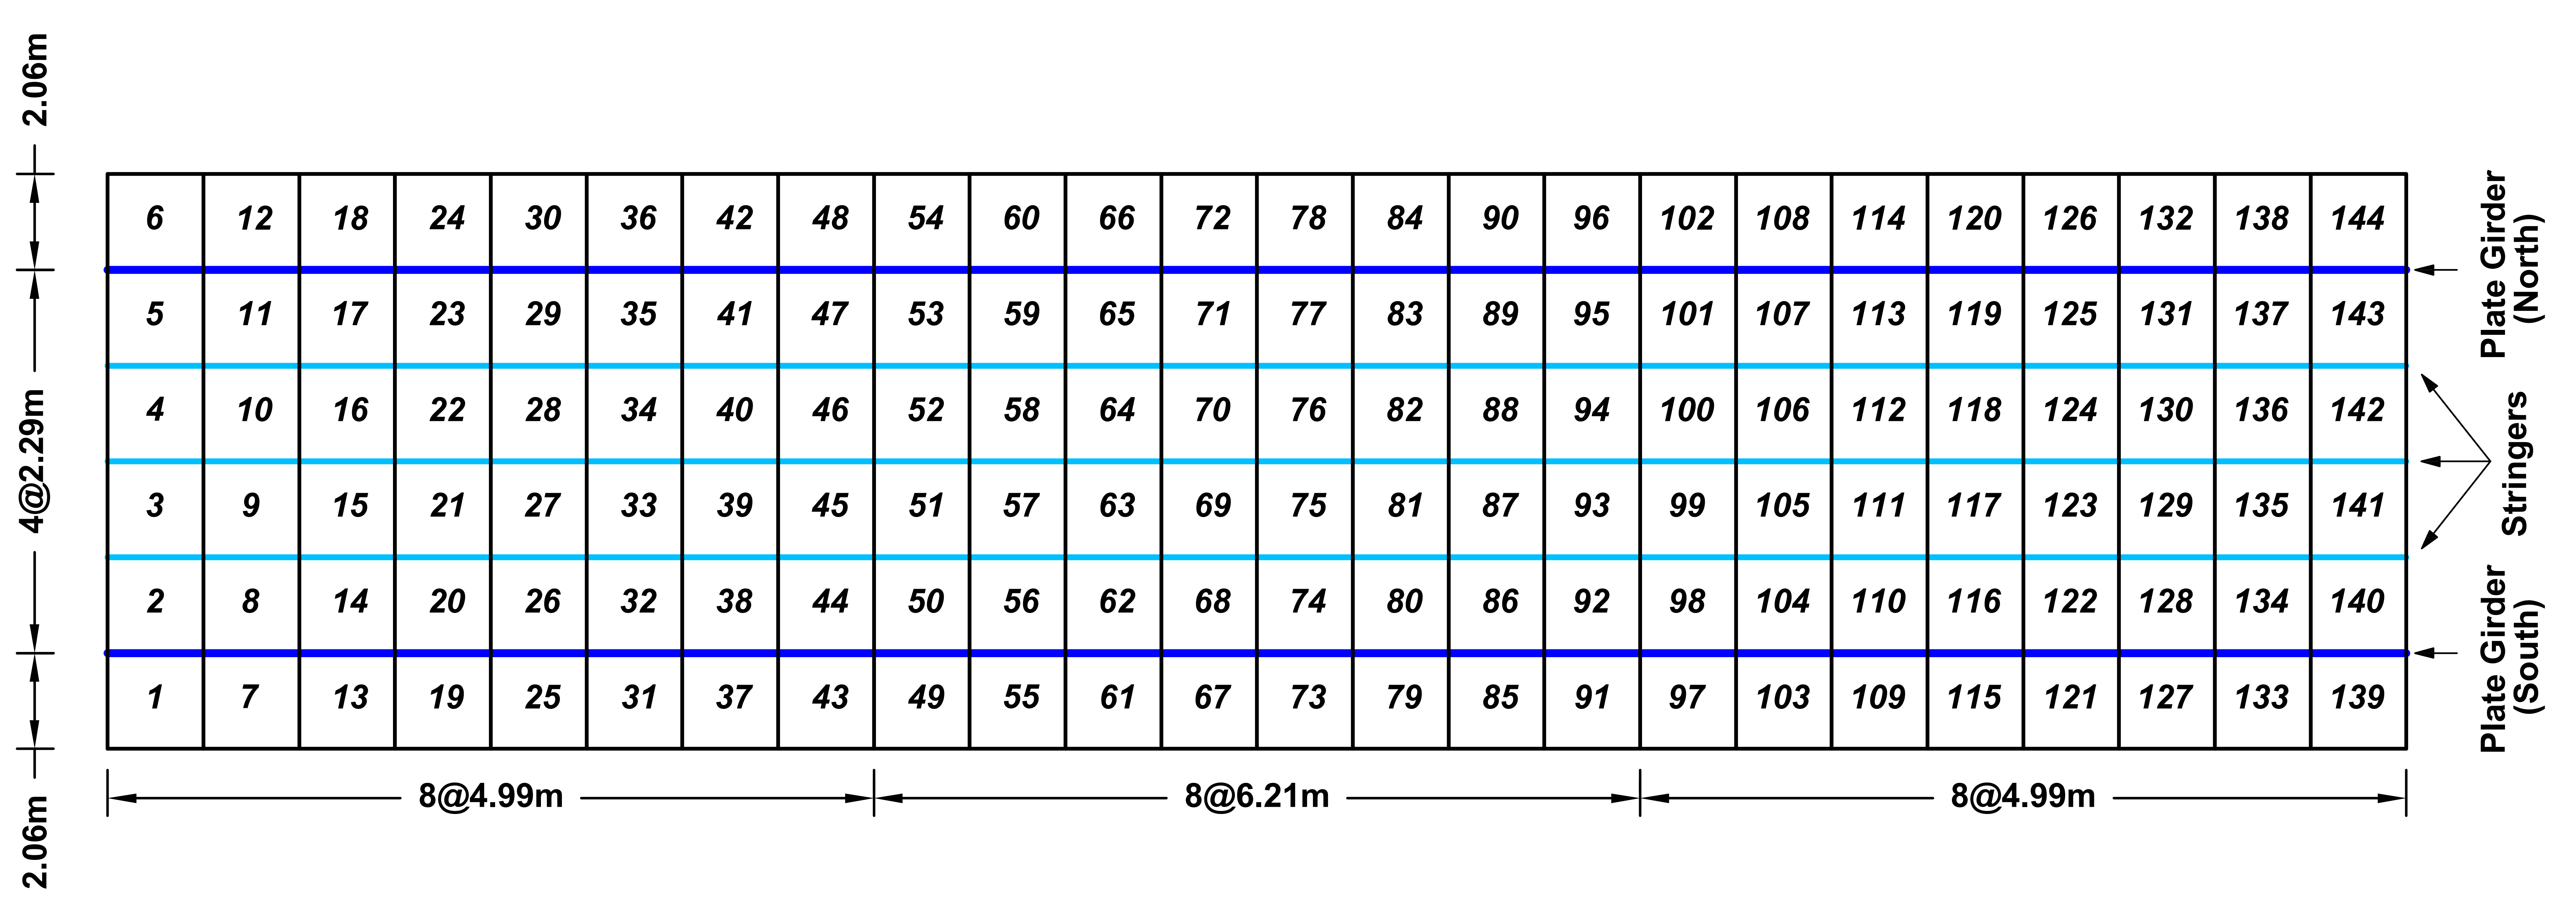 2.06m
4@2.29m
2.06m
6 12 18 24 30 36 42 48 54 60 66 72 78 84 90 96 102 108 114 120 126 132 138 144
5 11 17 23 29 35 41 47 53 59 65 71 77 83 89 95 101 107 113 119 125 131 137 143
4 10 16 22 28 34 40 46 52 58 64 70 76 82 88 94 100 106 112 118 124 130 136 142
3 9 15 21 27 33 39 45 51 57 63 69 75 81 87 93 99 105 111 117 123 129 135 141
2 8 14 20 26 32 38 44 50 56 62 68 74 80 86 92 98 104 110 116 122 128 134 140
1 7 13 19 25 31 37 43 49 55 61 67 73 79 85 91 97 103 109 115 121 127 133 139
8@4.99m 8@6.21m 8@4.99m
Plate Girder
(North)
Stringers
Plate Girder
(South)